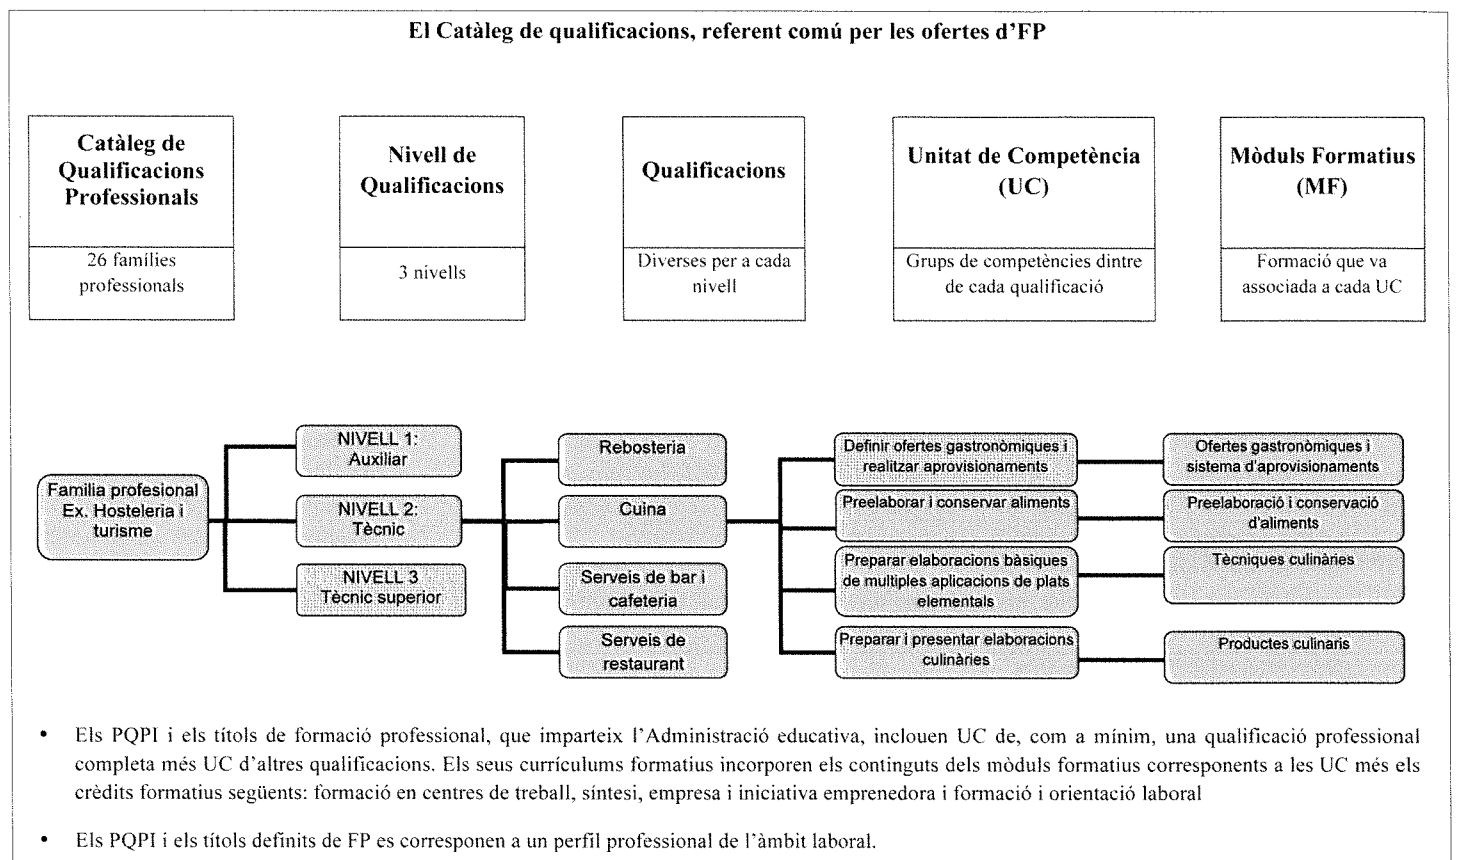 El Catàleg de qualificacions, referent comú per les ofertes d'FP
Catàleg de
Qualificacions
Professionals
26 famílies
professionals
Nivell de
Qualificacions
3 nivells
Qualificacions
Diverses per a cada
nivell
Unitat de Competència
(UC)
Grups de competències dintre
de cada qualificació
Mòduls Formatius
(MF)
Formació que va
associada a cada UC
Familia profesional
Ex. Hosteleria i
turisme
NIVELL 1:
Auxiliar
NIVELL 2:
Tècnic
NIVELL 3
Tècnic superior
Rebosteria
Cuina
Serveis de bar i
cafeteria
Serveis de
restaurant
Definir ofertes gastronòmiques i
realitzar aprovisionaments
Preelaborar i conservar aliments
Preparar elaboracions bàsiques
de multiples aplicacions de plats
elementals
Preparar i presentar elaboracions
culinàries
Ofertes gastronòmiques i
sistema d'aprovisionaments
Preelaboració i conservació
d'aliments
Tècniques culinàries
Productes culinaris
• Els PQPI i els títols de formació professional, que imparteix l'Administració educativa, inclouen UC de, com a mínim, una qualificació professional
completa més UC d'altres qualificacions. Els seus currículums formatius incorporen els continguts dels mòduls formatius corresponents a les UC més els
crèdits formatius següents: formació en centres de treball, síntesi, empresa i iniciativa emprenedora i formació i orientació laboral
• Els PQPI i els títols definits de FP es corresponen a un perfil professional de l'àmbit laboral.